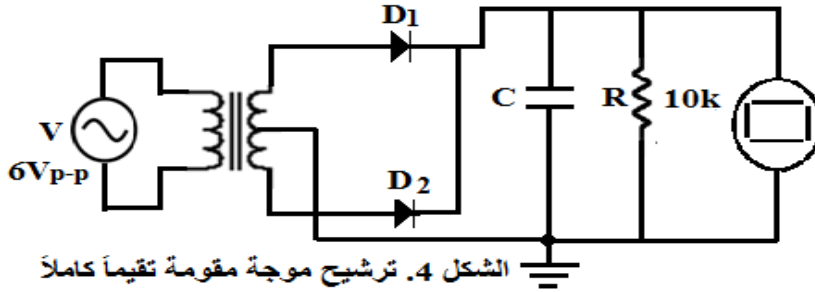 D1
C
R
10k
V
6Vp-p
D2
الشكل 4. ترشيح موجة مقومة تقيماً كاملاً